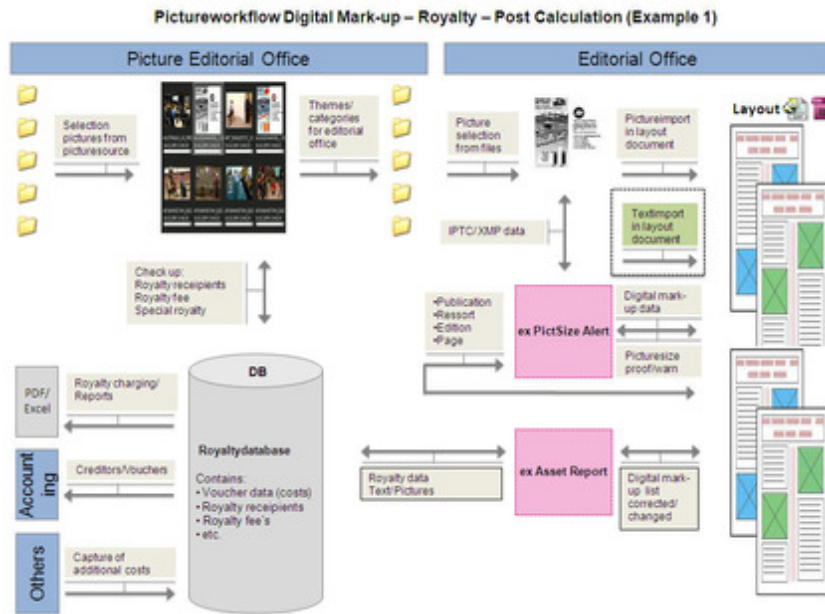 Pictureworkflow Digital Mark-up – Royalty – Post Calculation (Example 1)
Picture Editorial Office
Editorial Office
Selection
pictures from
picturesource
Themes/
categories
for editorial
office
Picture
selection
from files
Pictureimport
in layout
document
Layout
IPTC/ XMP data
Textimport
in layout
document
Check up:
Royalty receipients
Royalty fee
Special royalty
•Publication
•Ressort
•Edition
•Page
ex PictSize Alert
Digital mark-
up data
Picturesize
proof/warn
DB
PDF/
Excel
Royalty charging/
Reports
Royaltydatabase
Contains:
• Voucher data (costs)
• Royalty receipients
• Royalty fee`s
• etc.
Account
ing
Creditors/Vouchers
Royalty data
Text/Pictures
ex Asset Report
Digital mark-
up list
corrected/
changed
Others
Capture of
additional costs